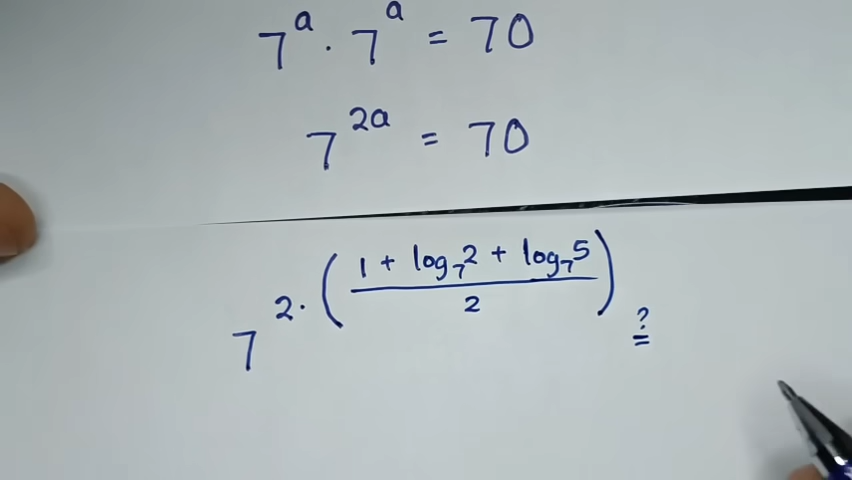 7^a · 7^a = 70
7^{2a} = 70
7^{2·((1 + log_7 2 + log_7 5)/2)} ≟